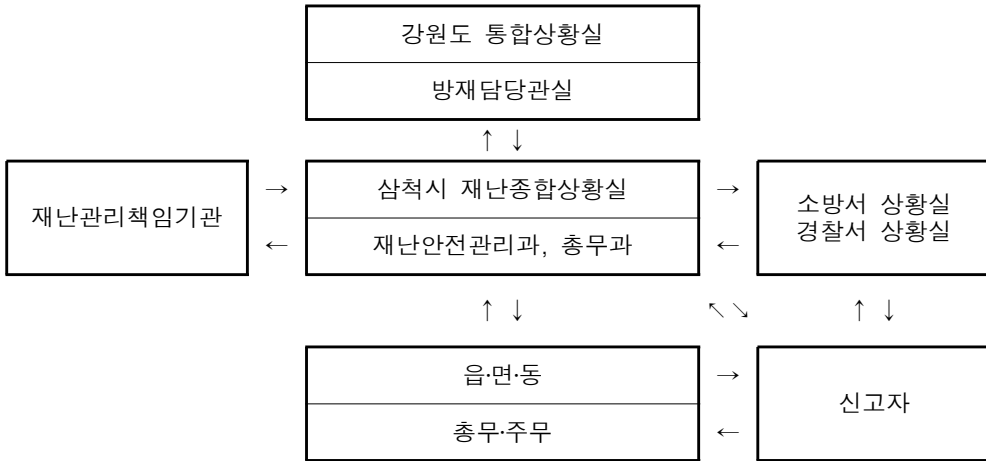 강원도 통합상황실
방재담당관실
↑ ↓
재난관리책임기관
→
←
삼척시 재난종합상황실
재난안전관리과, 총무과
→
←
소방서 상황실
경찰서 상황실
↑ ↓
↖ ↘
↑ ↓
읍·면·동
총무·주무
→
←
신고자